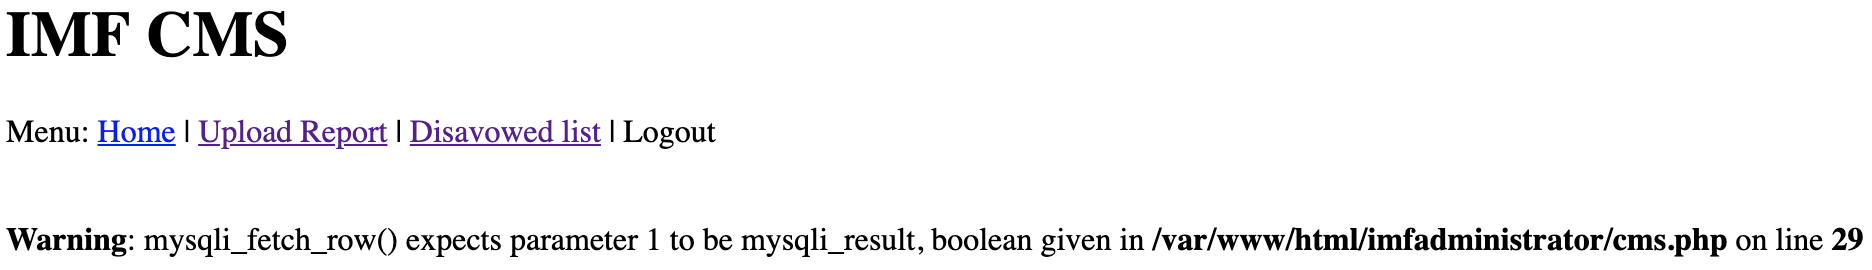 IMF CMS
Menu: Home | Upload Report | Disavowed list | Logout
Warning: mysqli_fetch_row() expects parameter 1 to be mysqli_result, boolean given in /var/www/html/imfadministrator/cms.php on line 29